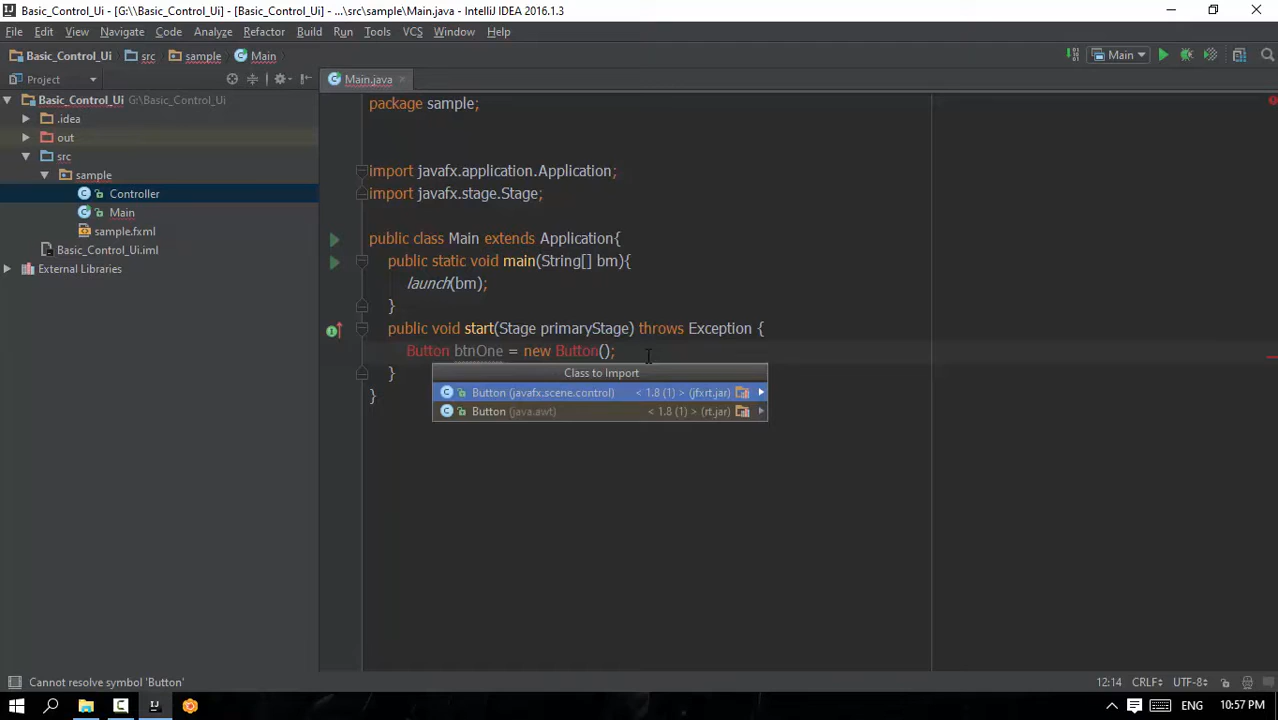 Basic_Control_Ui - [G:\\Basic_Control_Ui] - [Basic_Control_Ui] - ...\src\sample\Main.java - IntelliJ IDEA 2016.1.3
File Edit View Navigate Code Analyze Refactor Build Run Tools VCS Window Help
Basic_Control_Ui src sample Main Main
Project Main.java
Basic_Control_Ui G:\Basic_Control_Ui
.idea
out
src
sample
Controller
Main
sample.fxml
Basic_Control_Ui.iml
External Libraries
package sample;
import javafx.application.Application;
import javafx.stage.Stage;
public class Main extends Application{
public static void main(String[] bm){
launch(bm);
}
public void start(Stage primaryStage) throws Exception {
Button btnOne = new Button();
}
}
Class to Import
Button (javafx.scene.control) < 1.8 (1) > (jfxrt.jar)
Button (java.awt) < 1.8 (1) > (rt.jar)
Cannot resolve symbol 'Button' 12:14 CRLF UTF-8
ENG 10:57 PM